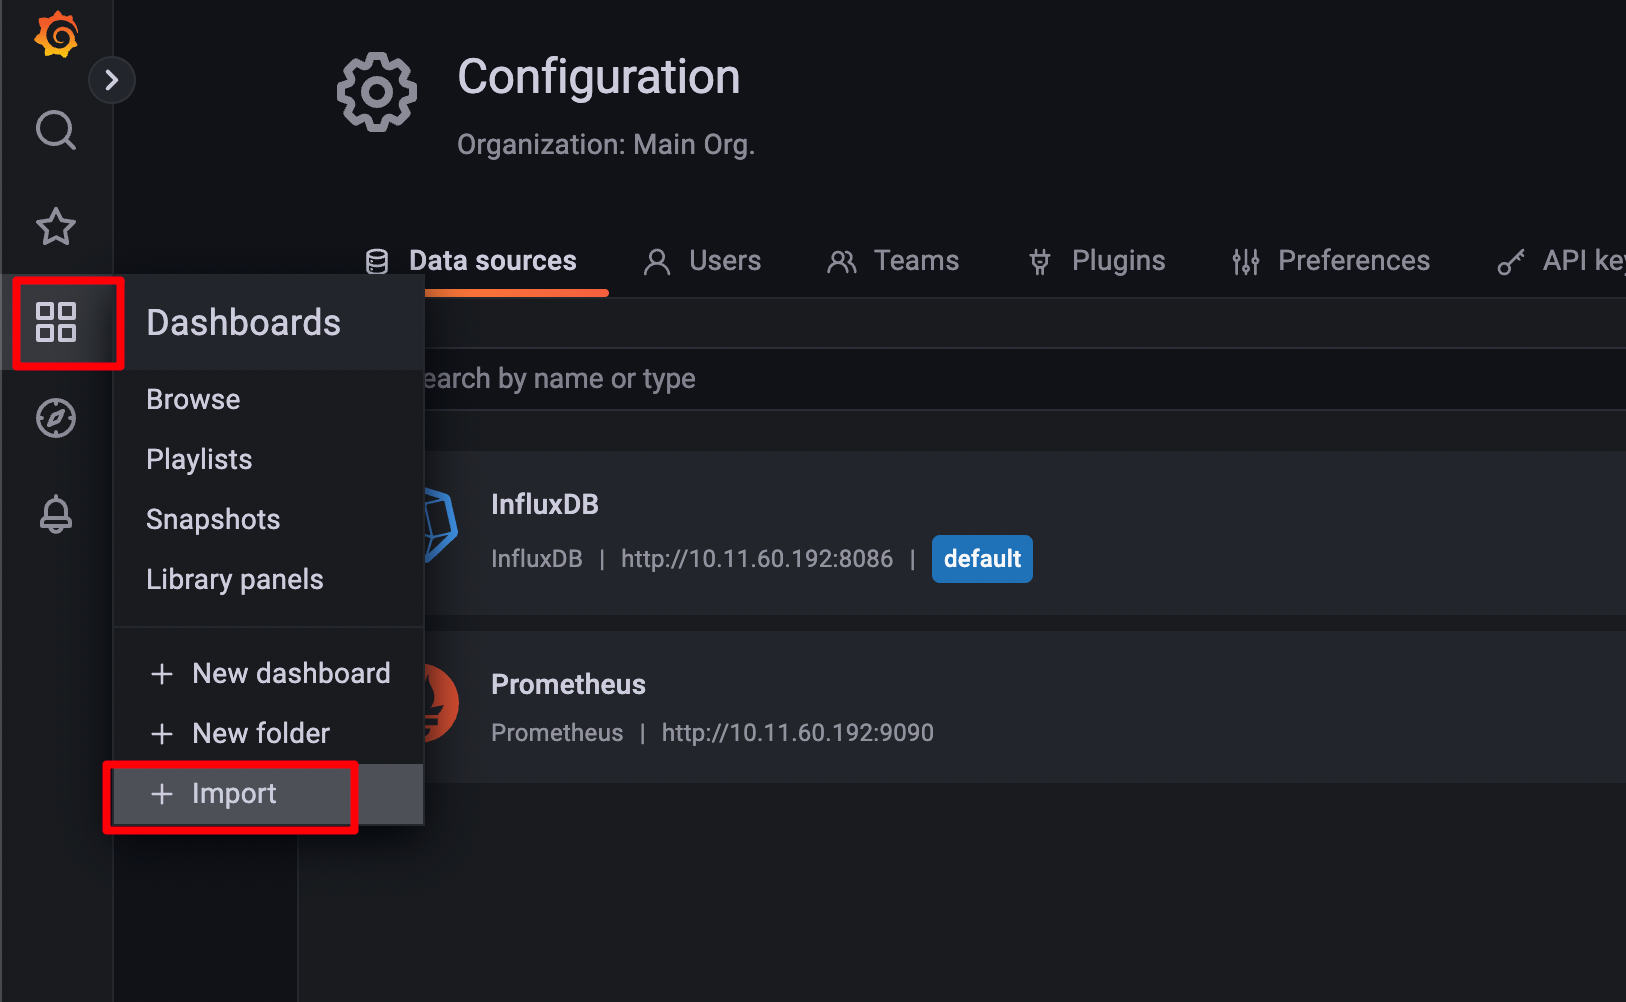 Configuration
Organization: Main Org.
Data sources
Users
Teams
Plugins
Preferences
API key
Dashboards
Browse
Playlists
Snapshots
Library panels
New dashboard
New folder
Import
earch by name or type
InfluxDB
InfluxDB | http://10.11.60.192:8086 | default
Prometheus
Prometheus | http://10.11.60.192:9090